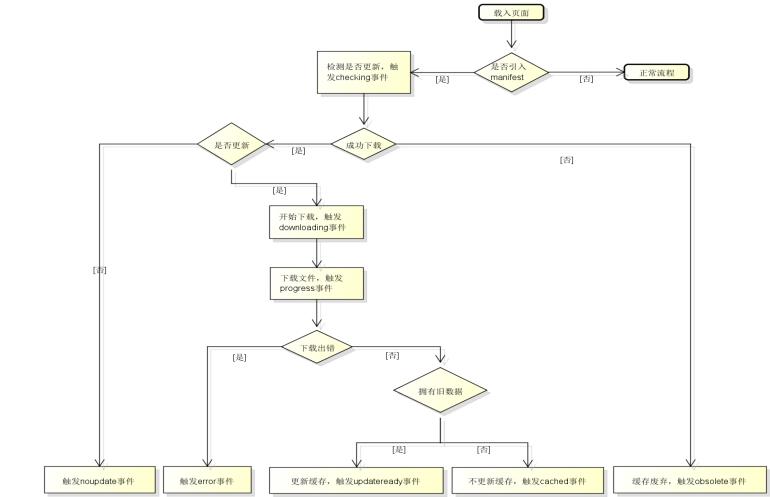 载入页面
是否引入
manifest
[是]
[否]
正常流程
检测是否更新，触
发checking事件
成功下载
[是]
[否]
是否更新
[是]
[否]
开始下载，触发
downloading事件
下载文件，触发
progress事件
下载出错
[是]
[否]
拥有旧数据
[是]
[否]
触发noupdate事件
触发error事件
更新缓存，触发updateready事件
不更新缓存，触发cached事件
缓存废弃，触发obsolete事件